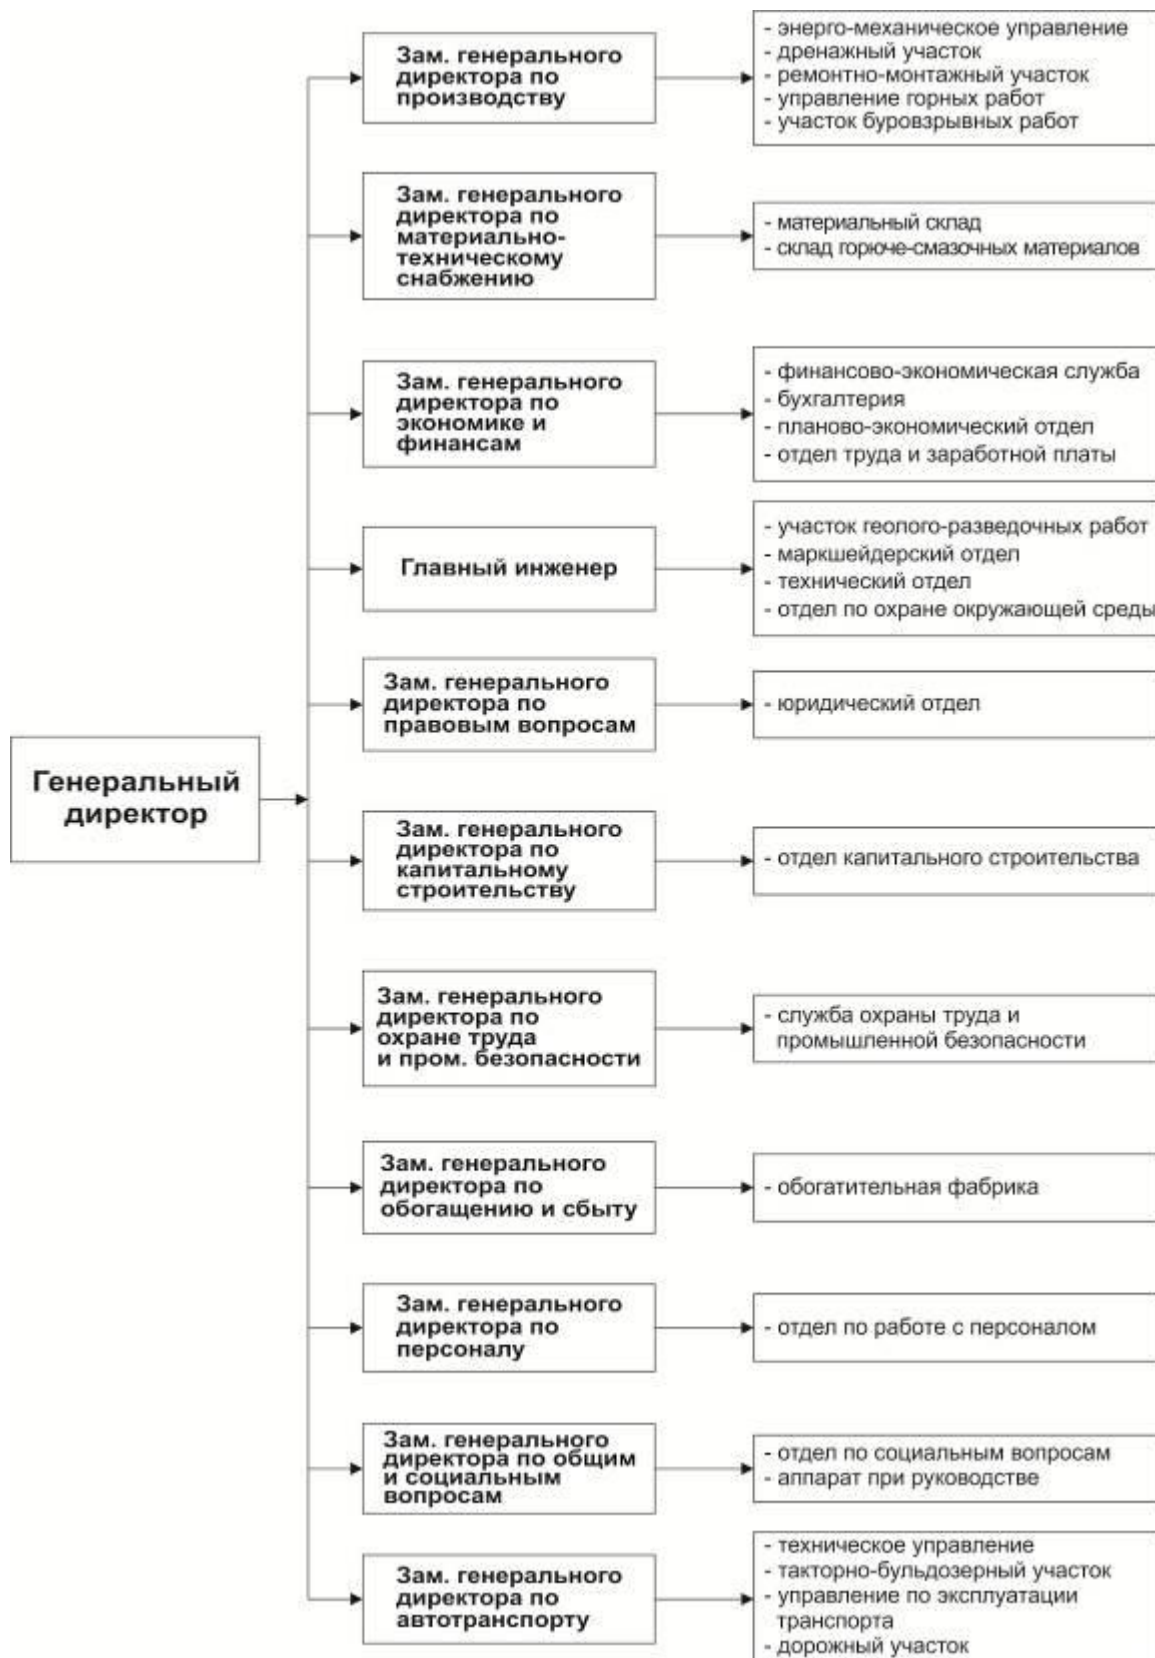 Зам. генерального
директора по
производству
- энерго-механическое управление
- дренажный участок
- ремонтно-монтажный участок
- управление горных работ
- участок буровзрывных работ
Зам. генерального
директора по
материально-
техническому
снабжению
- материальный склад
- склад горюче-смазочных материалов
Зам. генерального
директора по
экономике и
финансам
- финансово-экономическая служба
- бухгалтерия
- планово-экономический отдел
- отдел труда и заработной платы
Главный инженер
- участок геолого-разведочных работ
- маркшейдерский отдел
- технический отдел
- отдел по охране окружающей среды
Зам. генерального
директора по
правовым вопросам
- юридический отдел
Генеральный
директор
Зам. генерального
директора по
капитальному
строительству
- отдел капитального строительства
Зам. генерального
директора по
охране труда
и пром. безопасности
- служба охраны труда и
промышленной безопасности
Зам. генерального
директора по
обогащению и сбыту
- обогатительная фабрика
Зам. генерального
директора по
персоналу
- отдел по работе с персоналом
Зам. генерального
директора по общим
и социальным
вопросам
- отдел по социальным вопросам
- аппарат при руководстве
Зам. генерального
директора по
автотранспорту
- техническое управление
- такторно-бульдозерный участок
- управление по эксплуатации
транспорта
- дорожный участок